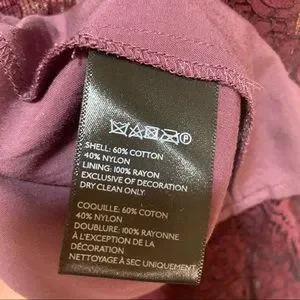 P
SHELL: 60% COTTON
40% NYLON
LINING: 100% RAYON
EXCLUSIVE OF DECORATION
DRY CLEAN ONLY
COQUILLE: 60% COTON
40% NYLON
DOUBLURE: 100% RAYONNE
À L'EXCEPTION DE LA
DÉCORATION
NETTOYAGE À SEC UNIQUEMENT